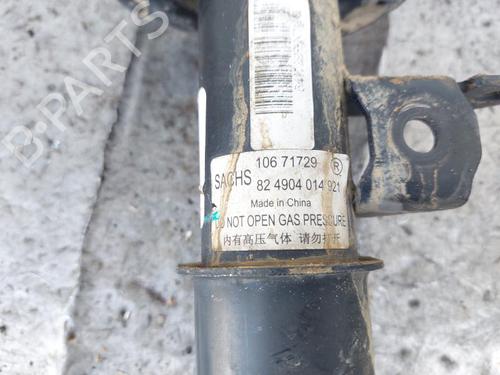 B-Parts
10671729 ®
SACHS 82 4904 014 921
Made in China
DO NOT OPEN GAS PRESSURE
内有高压气体 请勿打开